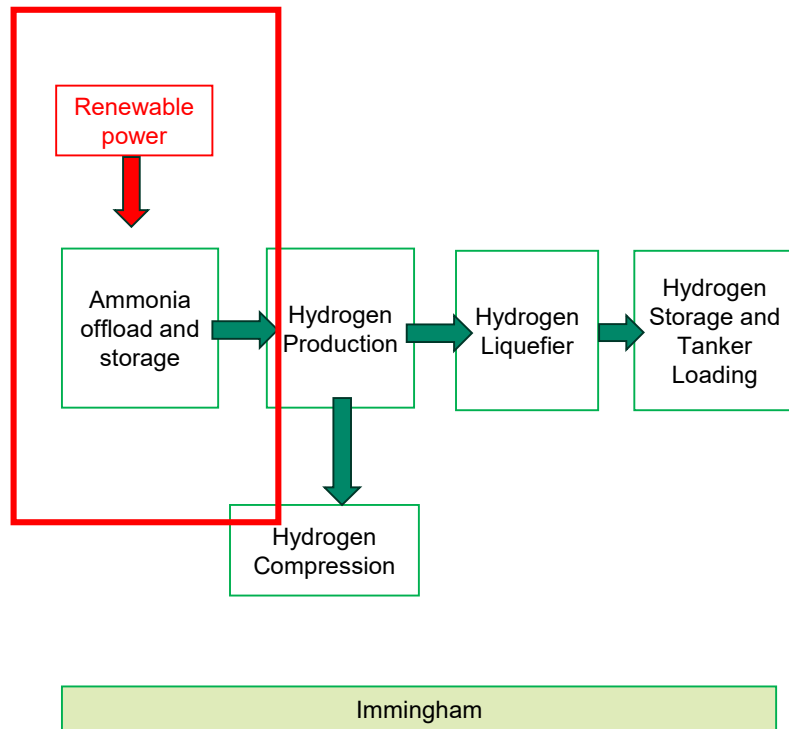 Renewable
power
Ammonia
offload and
storage
Hydrogen
Production
Hydrogen
Liquefier
Hydrogen
Storage and
Tanker
Loading
Hydrogen
Compression
Immingham